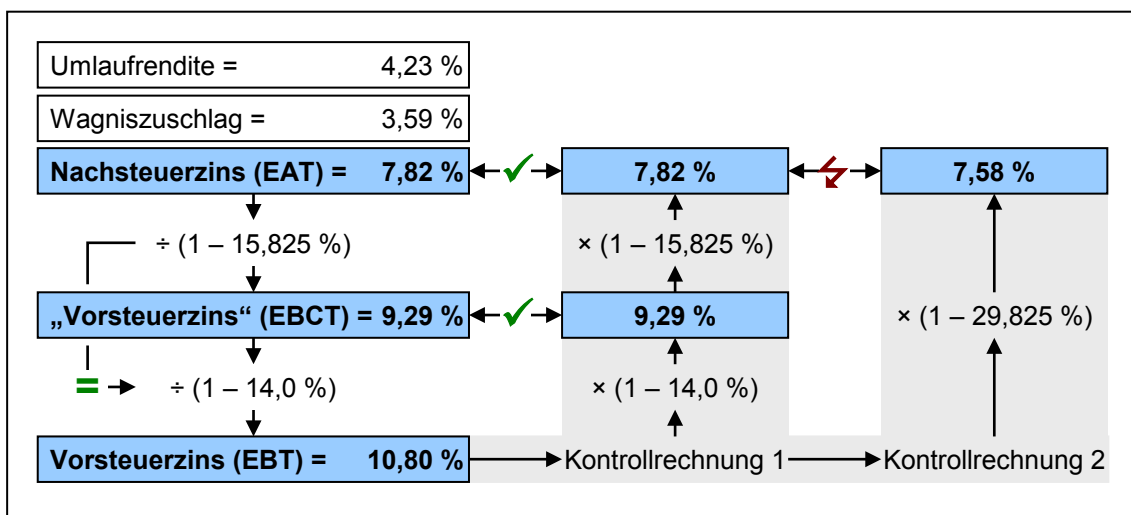 Umlaufrendite = 4,23 %
Wagniszuschlag = 3,59 %
Nachsteuerzins (EAT) = 7,82 % 7,82 % 7,58 %
÷ (1 – 15,825 %) × (1 – 15,825 %)
„Vorsteuerzins“ (EBCT) = 9,29 % 9,29 % × (1 – 29,825 %)
= ÷ (1 – 14,0 %) × (1 – 14,0 %)
Vorsteuerzins (EBT) = 10,80 % Kontrollrechnung 1 Kontrollrechnung 2